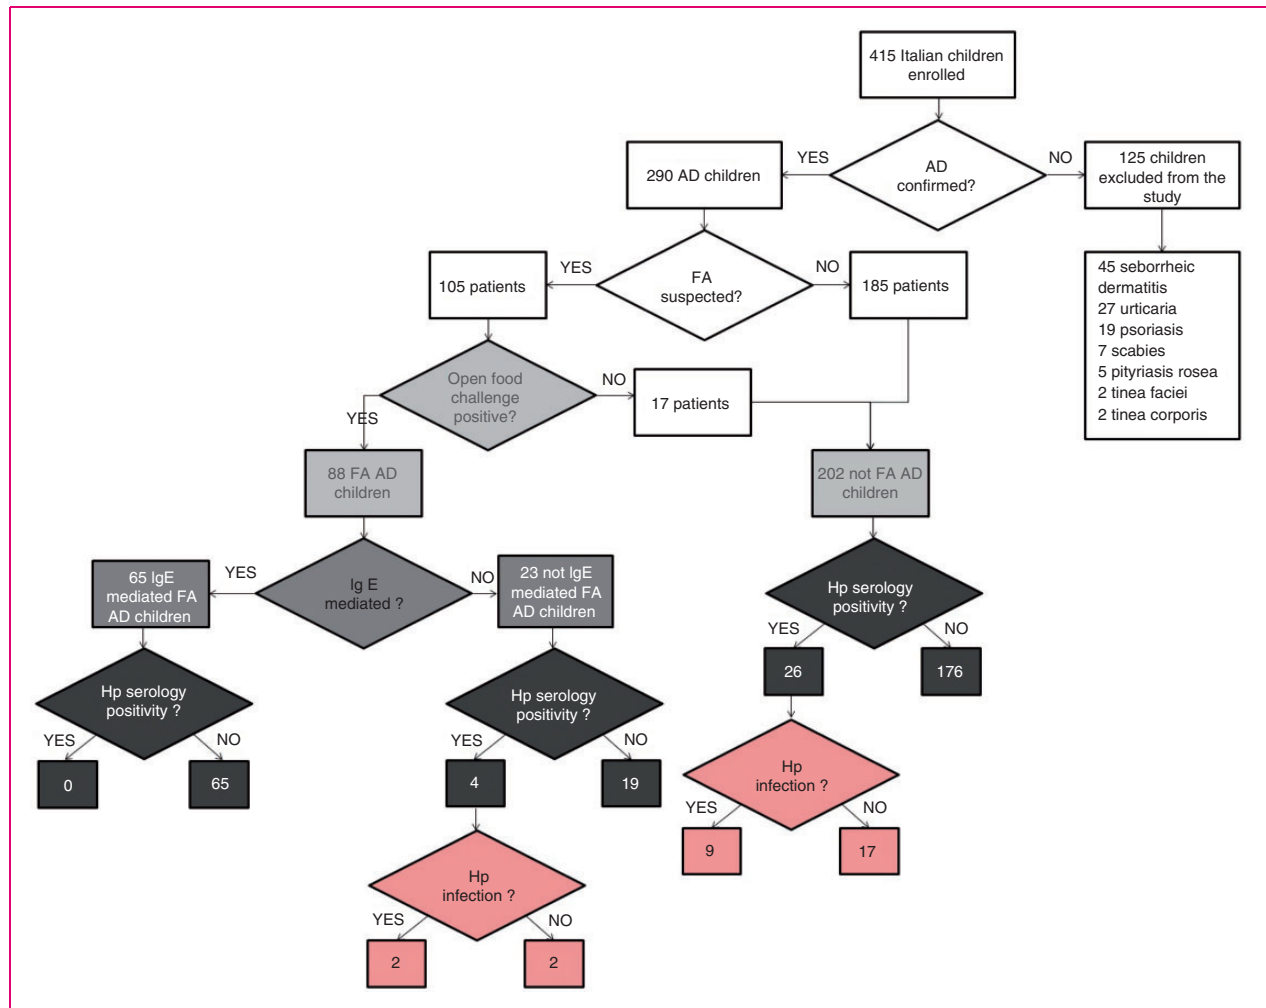 415 Italian children
enrolled
YES
AD
confirmed?
NO
290 AD children
125 children
excluded from the
study
YES
FA
suspected?
NO
105 patients
185 patients
45 seborrheic
dermatitis
27 urticaria
19 psoriasis
7 scabies
5 pityriasis rosea
2 tinea faciei
2 tinea corporis
Open food
challenge
positive?
NO
17 patients
YES
88 FA AD
children
202 not FA AD
children
65 IgE
mediated FA
AD children
YES
Ig E
mediated ?
NO
23 not IgE
mediated FA
AD children
Hp serology
positivity ?
YES
NO
26
176
Hp serology
positivity ?
YES
NO
0
65
Hp serology
positivity ?
YES
NO
4
19
Hp
infection ?
YES
NO
9
17
Hp
infection ?
YES
NO
2
2